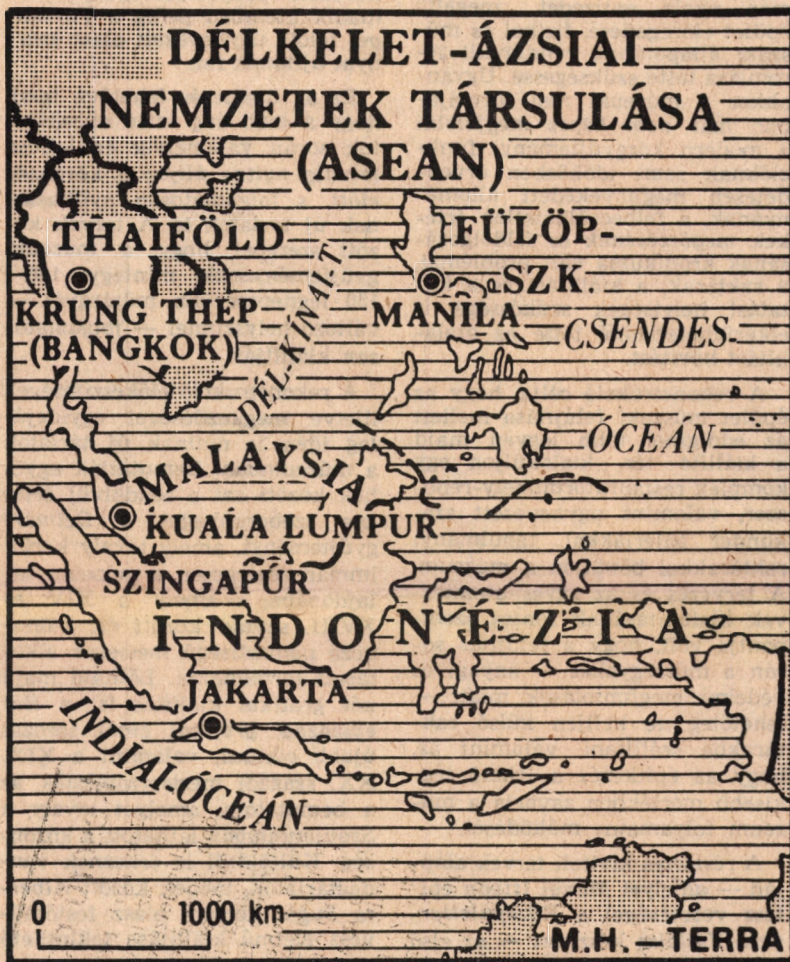 DÉLKELET-ÁZSIAI
NEMZETEK TÁRSULÁSA
(ASEAN)
THAIFÖLD
FÜLÖP-
SZK.
KRUNG THEP
(BANGKOK)
MANILA
DÉL-KÍNAI-T.
CSENDES-
ÓCEÁN
MALAYSIA
KUALA LUMPUR
SZINGAPÚR
INDONÉZIA
JAKARTA
INDIAI-ÓCEÁN
0 1000 km
M.H.—TERRA